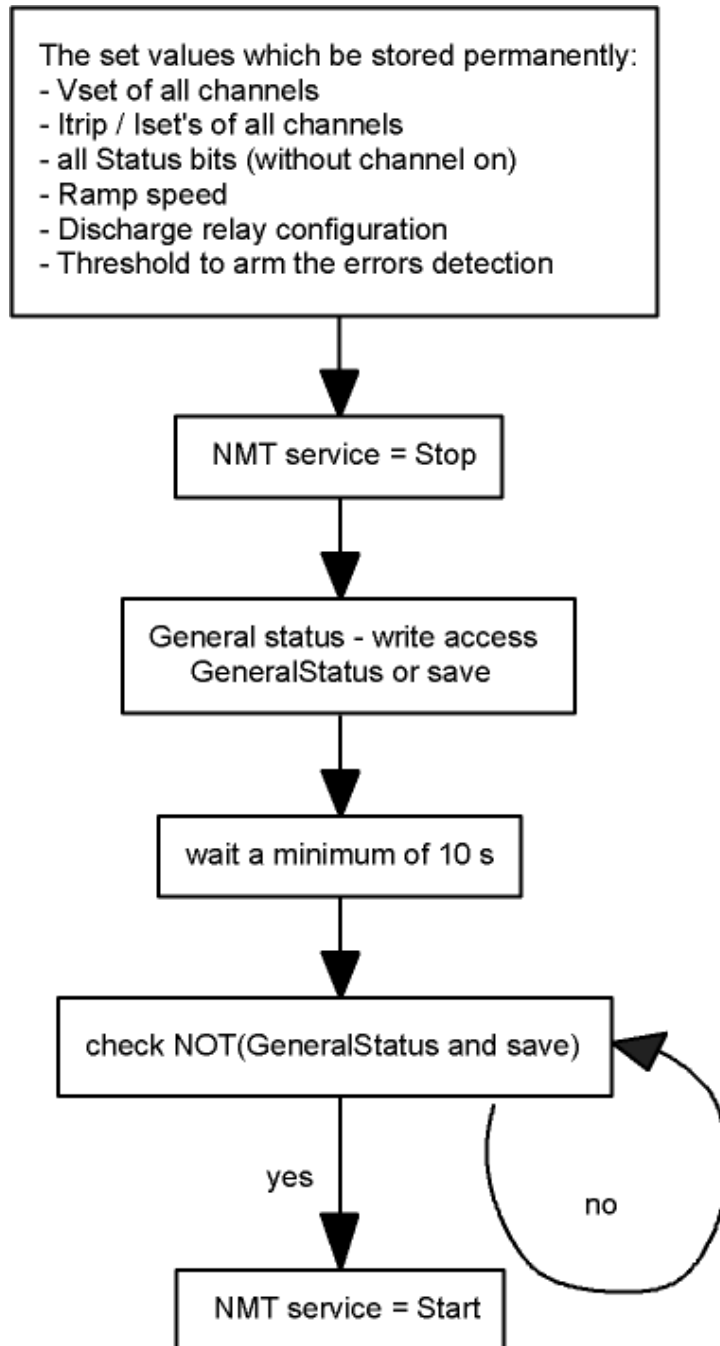 The set values which be stored permanently:
- Vset of all channels
- Itrip / Iset's of all channels
- all Status bits (without channel on)
- Ramp speed
- Discharge relay configuration
- Threshold to arm the errors detection
NMT service = Stop
General status - write access
GeneralStatus or save
wait a minimum of 10 s
check NOT(GeneralStatus and save)
yes
no
NMT service = Start